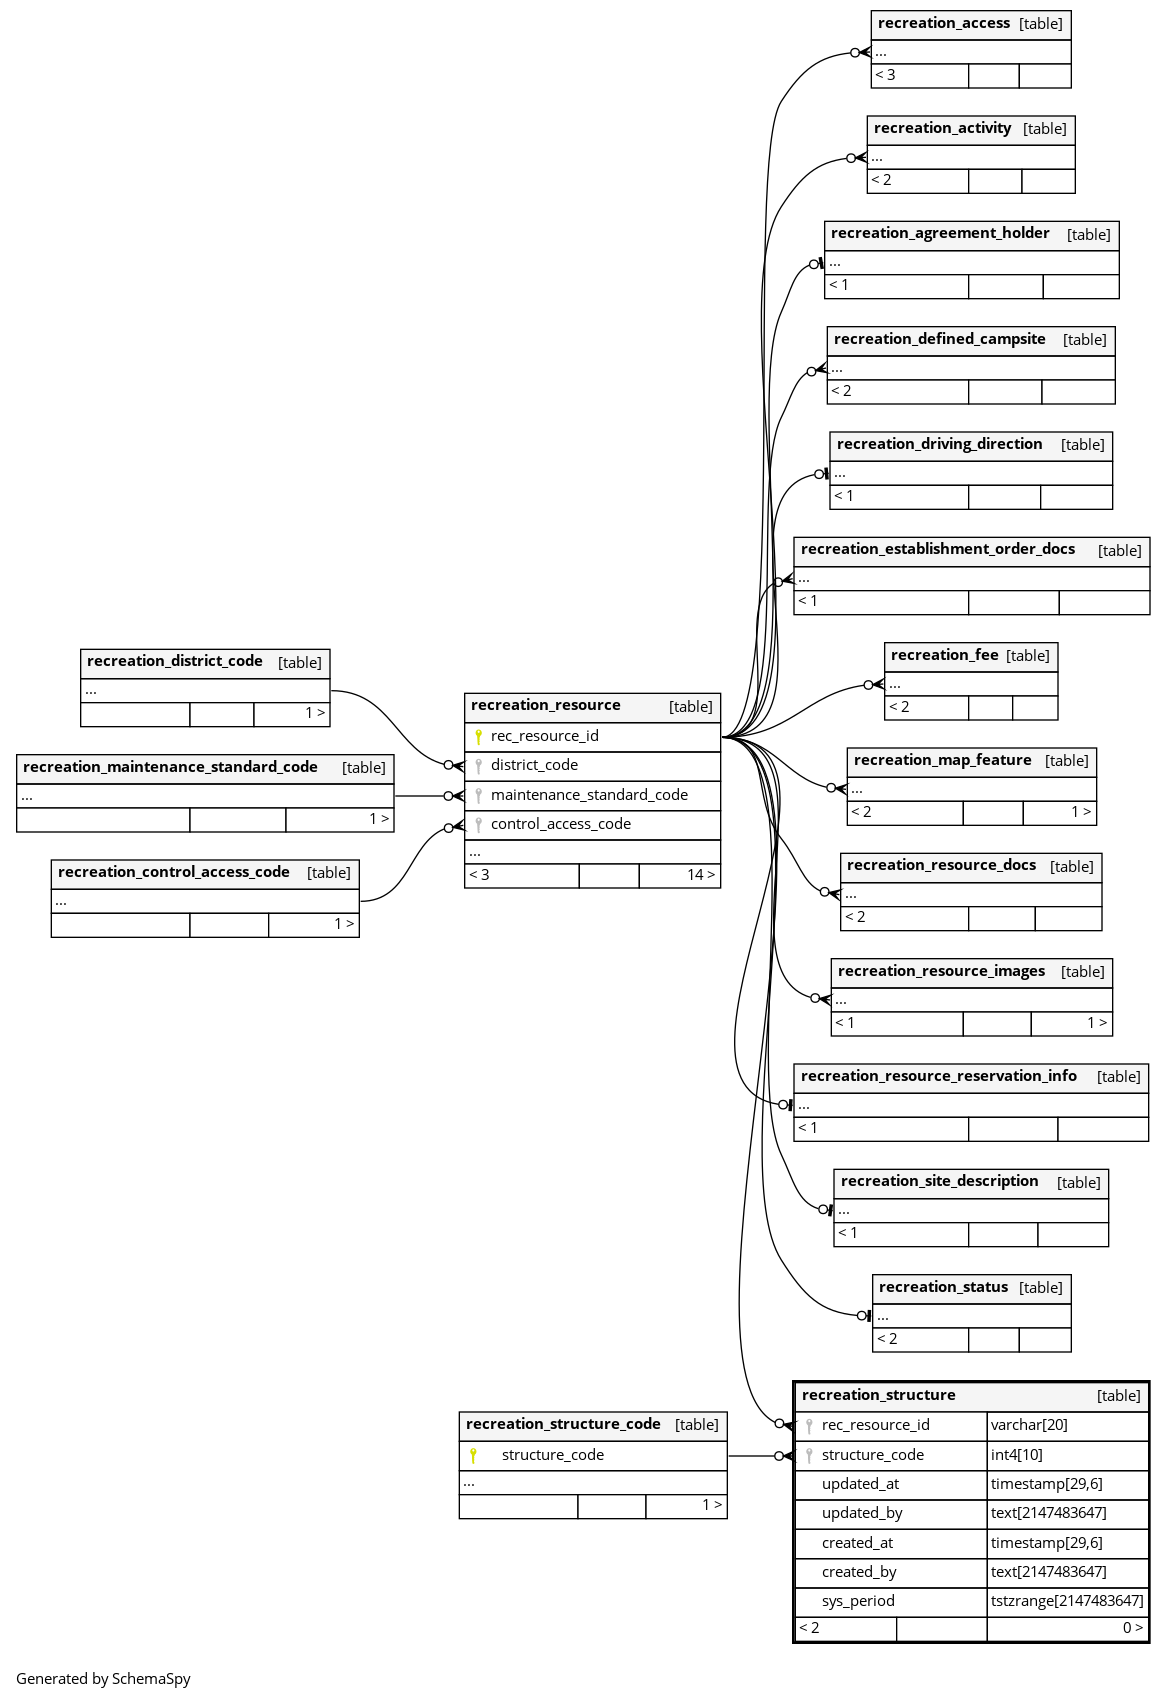 recreation_access [table]
...
< 3
recreation_activity [table]
...
< 2
recreation_agreement_holder [table]
...
< 1
recreation_defined_campsite [table]
...
< 2
recreation_driving_direction [table]
...
< 1
recreation_establishment_order_docs [table]
...
< 1
recreation_fee [table]
...
< 2
recreation_district_code [table]
...
1 >
recreation_maintenance_standard_code [table]
...
1 >
recreation_control_access_code [table]
...
1 >
recreation_resource [table]
rec_resource_id
district_code
maintenance_standard_code
control_access_code
...
< 3 14 >
recreation_map_feature [table]
...
< 2 1 >
recreation_resource_docs [table]
...
< 2
recreation_resource_images [table]
...
< 1 1 >
recreation_resource_reservation_info [table]
...
< 1
recreation_site_description [table]
...
< 1
recreation_status [table]
...
< 2
recreation_structure_code [table]
structure_code
...
1 >
recreation_structure [table]
rec_resource_id varchar[20]
structure_code int4[10]
updated_at timestamp[29,6]
updated_by text[2147483647]
created_at timestamp[29,6]
created_by text[2147483647]
sys_period tstzrange[2147483647]
< 2 0 >
Generated by SchemaSpy